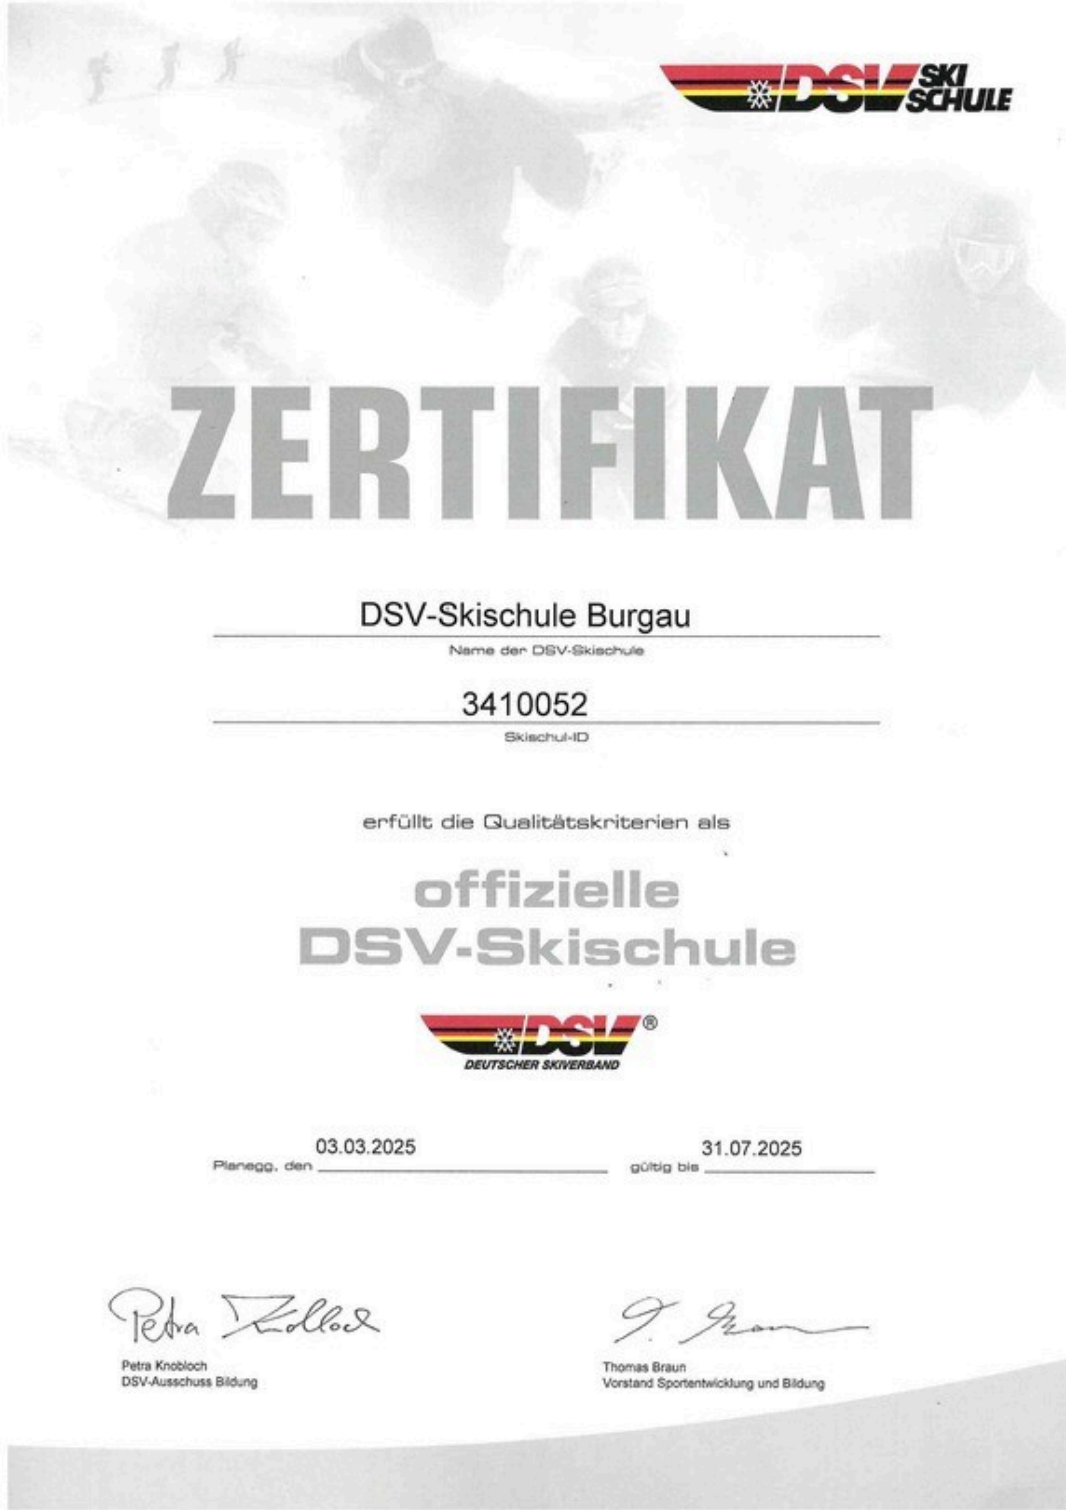 DSV SKI SCHULE
ZERTIFIKAT
DSV-Skischule Burgau
Name der DSV-Skischule
3410052
Skischul-ID
erfüllt die Qualitätskriterien als
offizielle
DSV-Skischule
DSV®
DEUTSCHER SKIVERBAND
Planegg, den 03.03.2025 gültig bis 31.07.2025
Petra Knobloch T. Braun
Petra Knobloch Thomas Braun
DSV-Ausschuss Bildung Vorstand Sportentwicklung und Bildung